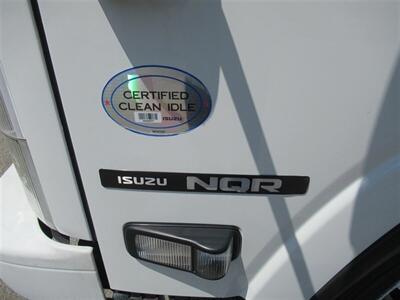 CERTIFIED
CLEAN IDLE
ISUZU
ISUZU NQR